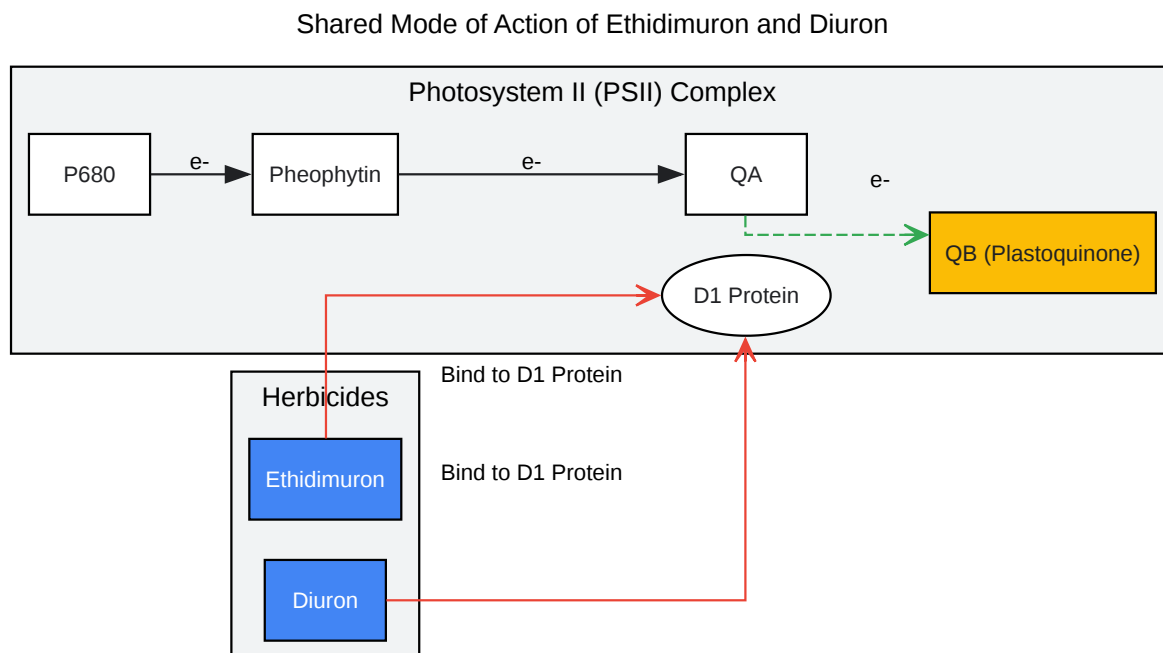 Shared Mode of Action of Ethidimuron and Diuron
Photosystem II (PSII) Complex
P680
e-
Pheophytin
e-
QA
e-
QB (Plastoquinone)
D1 Protein
Bind to D1 Protein
Herbicides
Ethidimuron
Bind to D1 Protein
Diuron